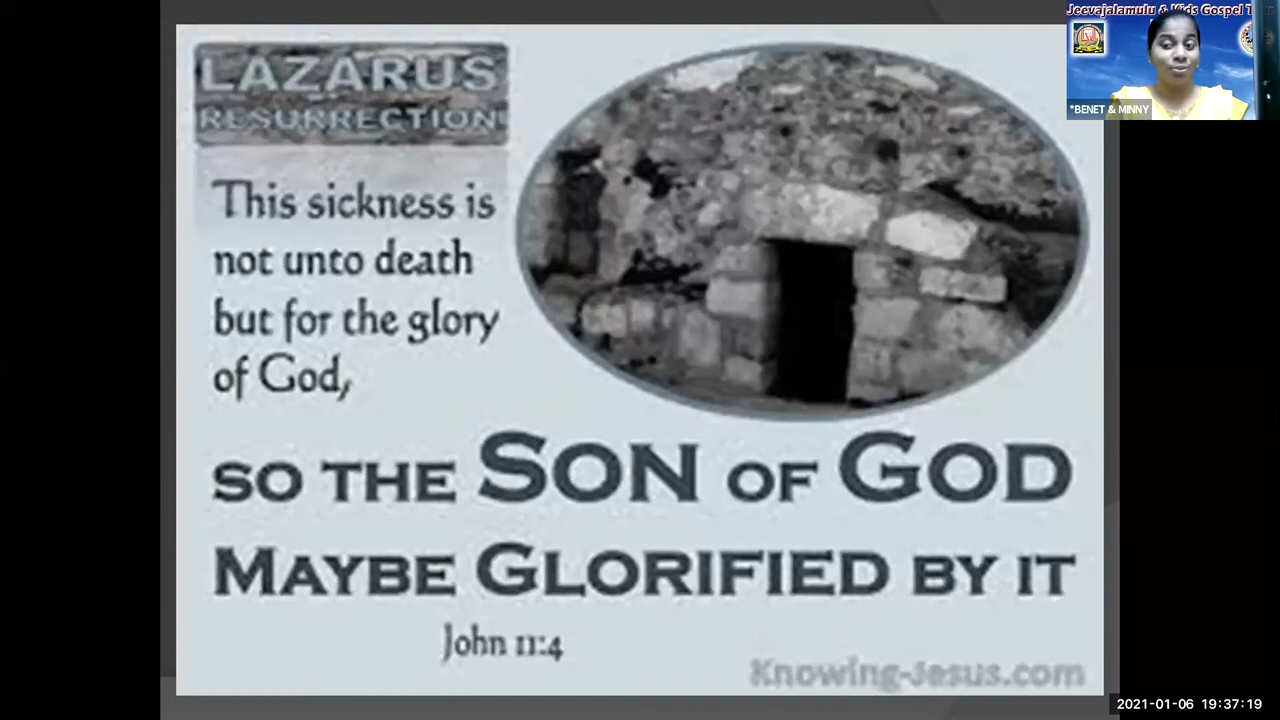 Jeevajalamulu & Kids Gospel
*BENET & MINNY
LAZARUS
RESURRECTION
This sickness is
not unto death
but for the glory
of God,
SO THE SON OF GOD
MAYBE GLORIFIED BY IT
John 11:4
Knowing-Jesus.com
2021-01-06 19:37:19